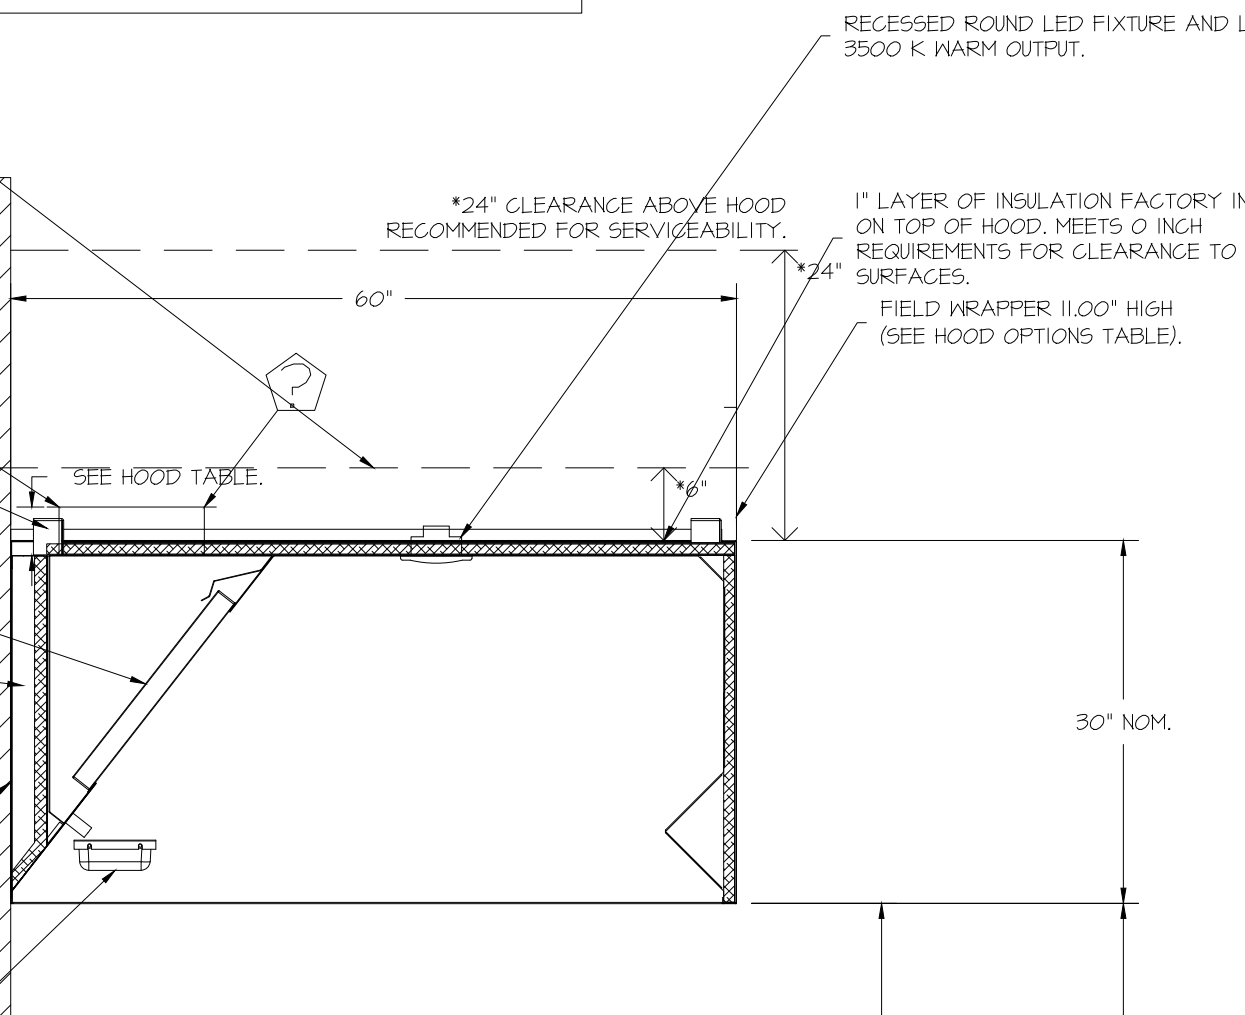 RECESSED ROUND LED FIXTURE AND L
3500 K WARM OUTPUT.
*24" CLEARANCE ABOVE HOOD
RECOMMENDED FOR SERVICEABILITY.
1" LAYER OF INSULATION FACTORY IN
ON TOP OF HOOD. MEETS 0 INCH
REQUIREMENTS FOR CLEARANCE TO
SURFACES.
*24"
60"
FIELD WRAPPER 11.00" HIGH
(SEE HOOD OPTIONS TABLE).
?
SEE HOOD TABLE.
*6"
30" NOM.